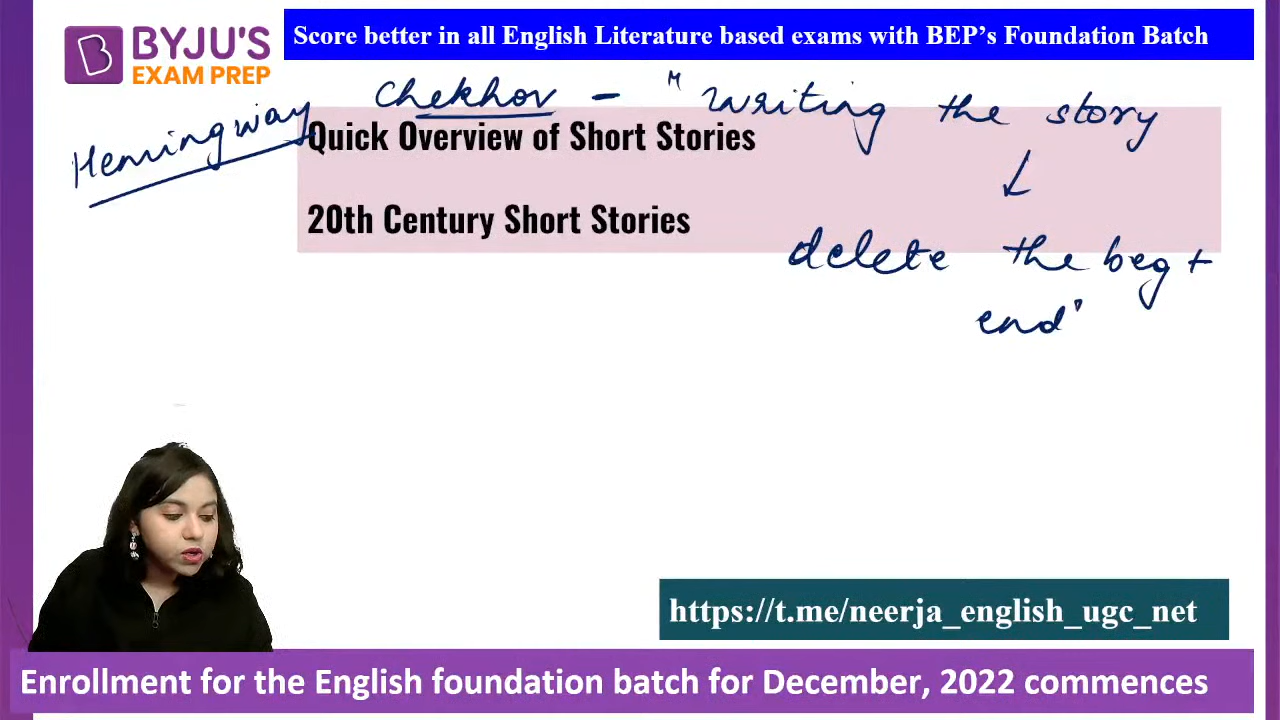 BYJU'S
EXAM PREP
Score better in all English Literature based exams with BEP's Foundation Batch
Hemingway
Chekhov - "Writing the story
↓
delete the beg +
end"
Quick Overview of Short Stories
20th Century Short Stories
https://t.me/neerja_english_ugc_net
Enrollment for the English foundation batch for December, 2022 commences